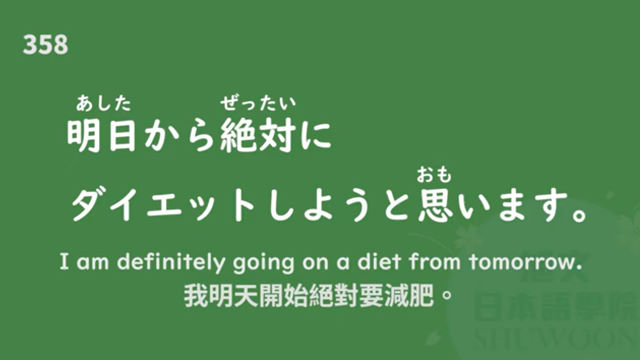 358
あした ぜったい
明日から絶対に
おも
ダイエットしようと思います。
I am definitely going on a diet from tomorrow.
我明天開始絕對要減肥。
日本語學院
SHUWOON